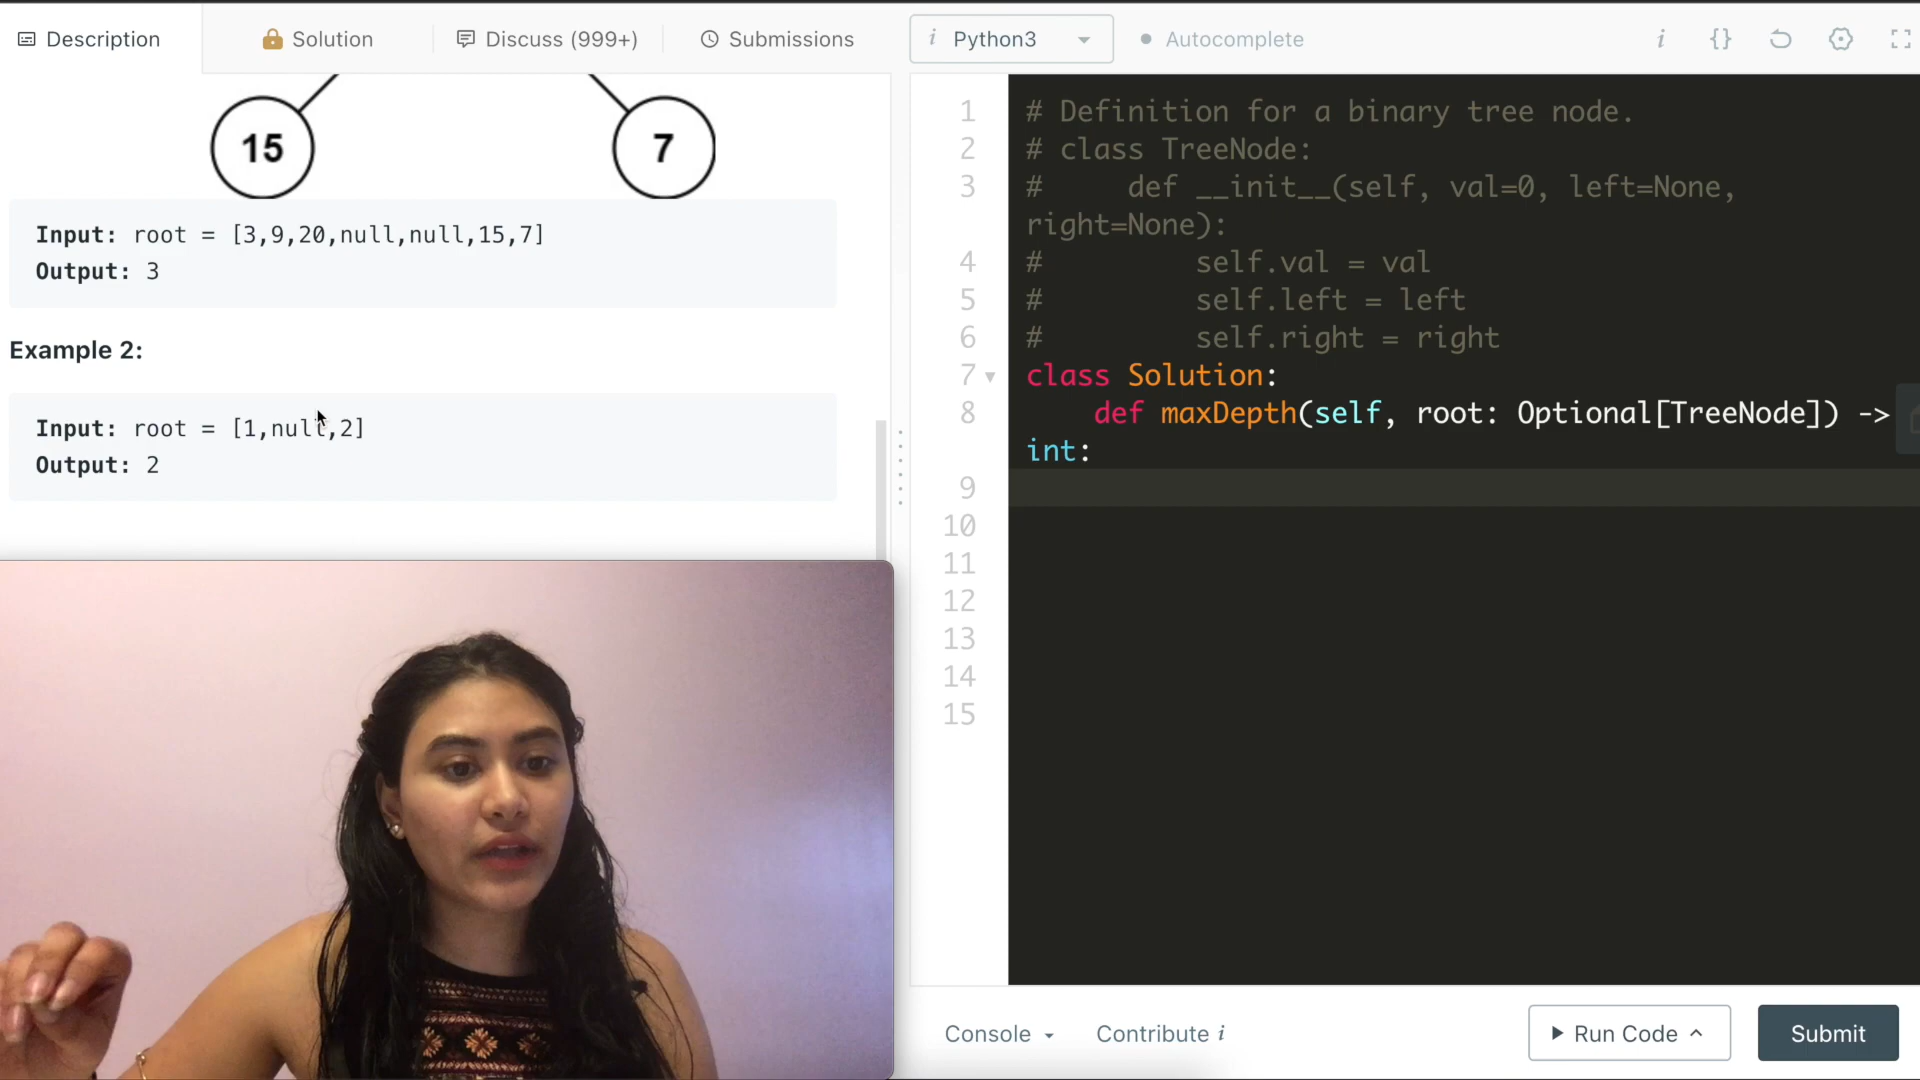 Description
Solution
Discuss (999+)
Submissions
i Python3
Autocomplete
i {}
15
7
Input: root = [3,9,20,null,null,15,7]
Output: 3
Example 2:
Input: root = [1,null,2]
Output: 2
1 # Definition for a binary tree node.
2 # class TreeNode:
3 #     def __init__(self, val=0, left=None,
right=None):
4 #         self.val = val
5 #         self.left = left
6 #         self.right = right
7 class Solution:
8     def maxDepth(self, root: Optional[TreeNode]) ->
int:
9
10
11
12
13
14
15
Console
Contribute i
Run Code
Submit